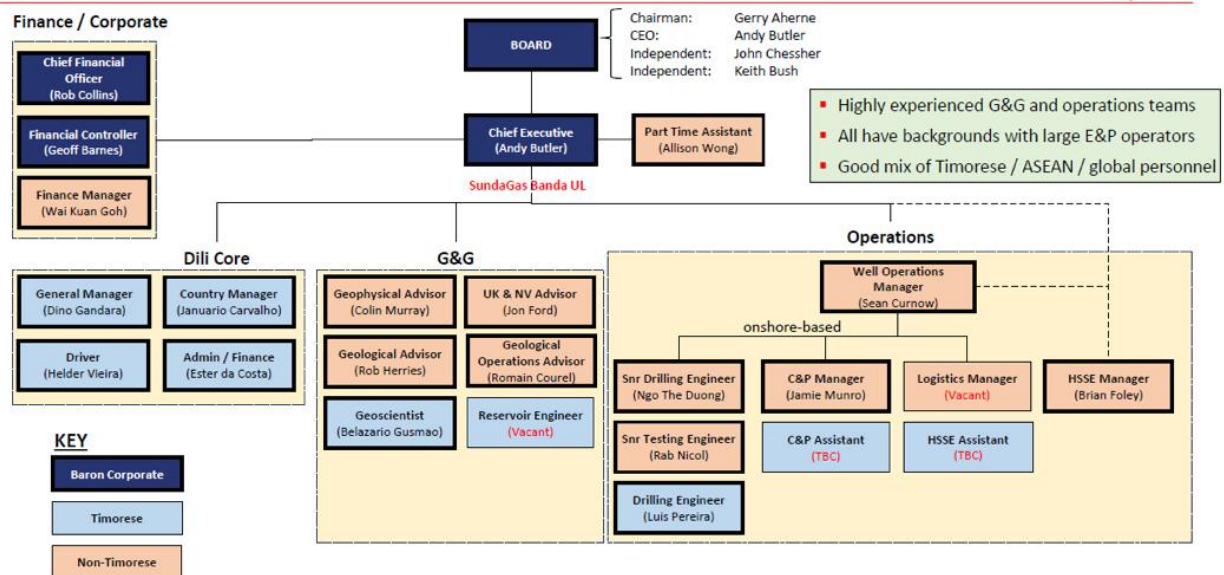 Finance / Corporate
Chief Financial
Officer
(Rob Collins)
Financial Controller
(Geoff Barnes)
Finance Manager
(Wai Kuan Goh)
BOARD
Chairman: Gerry Aherne
CEO: Andy Butler
Independent: John Chessher
Independent: Keith Bush
Chief Executive
(Andy Butler)
Part Time Assistant
(Allison Wong)
▪ Highly experienced G&G and operations teams
▪ All have backgrounds with large E&P operators
▪ Good mix of Timorese / ASEAN / global personnel
SundaGas Banda UL
Dili Core
General Manager
(Dino Gandara)
Country Manager
(Januario Carvalho)
Driver
(Helder Vieira)
Admin / Finance
(Ester da Costa)
G&G
Geophysical Advisor
(Colin Murray)
UK & NV Advisor
(Jon Ford)
Geological Advisor
(Rob Herries)
Geological
Operations Advisor
(Romain Courel)
Geoscientist
(Belazario Gusmao)
Reservoir Engineer
(Vacant)
Operations
Well Operations
Manager
(Sean Curnow)
onshore-based
Snr Drilling Engineer
(Ngo The Duong)
C&P Manager
(Jamie Munro)
Logistics Manager
(Vacant)
HSSE Manager
(Brian Foley)
Snr Testing Engineer
(Rab Nicol)
C&P Assistant
(TBC)
HSSE Assistant
(TBC)
Drilling Engineer
(Luis Pereira)
KEY
Baron Corporate
Timorese
Non-Timorese